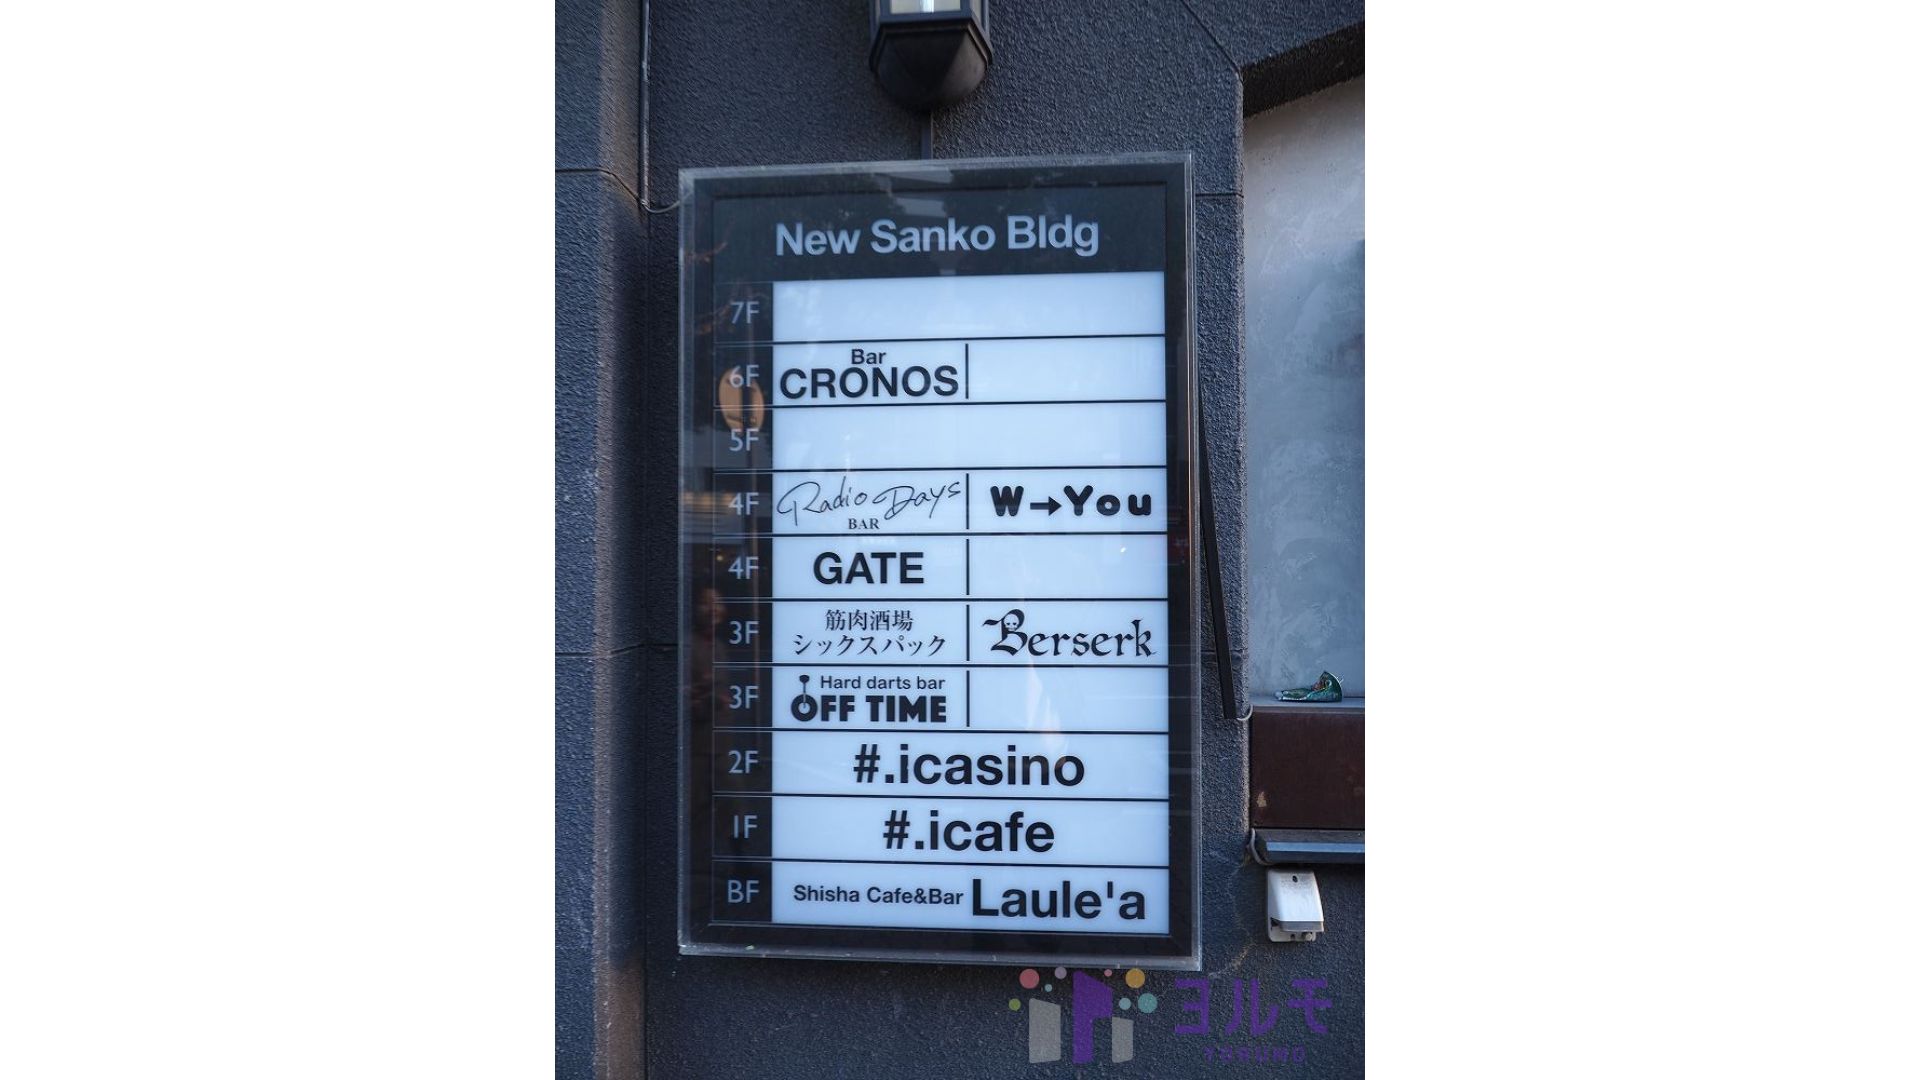 New Sanko Bldg
7F
6F Bar CRONOS
5F
4F Radio Days BAR W→You
4F GATE
3F 筋肉酒場 シックスパック Berserk
3F Hard darts bar OFF TIME
2F #.icasino
1F #.icafe
BF Shisha Cafe&Bar Laule'a
ヨルモ
YORUMO